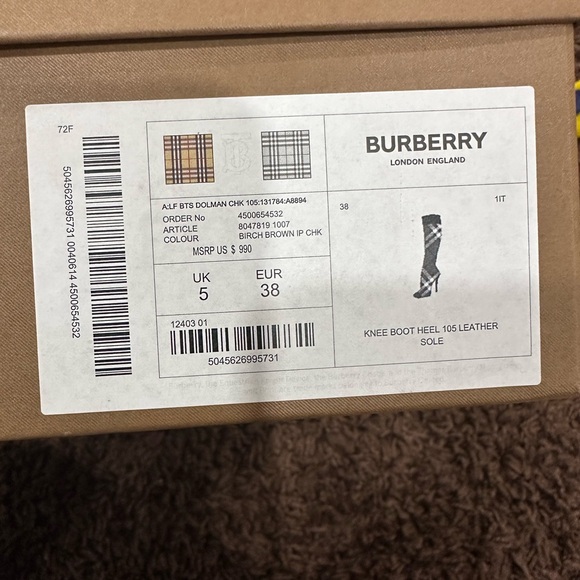 72F
5045626995731 0040614 4500654532
BURBERRY
LONDON ENGLAND
A:LF BTS DOLMAN CHK 105:131784:A8894
ORDER No 4500654532
ARTICLE 8047819 1007
COLOUR BIRCH BROWN IP CHK
MSRP US $ 990
UK EUR
5 38
12403 01
5045626995731
38 1IT
KNEE BOOT HEEL 105 LEATHER
SOLE